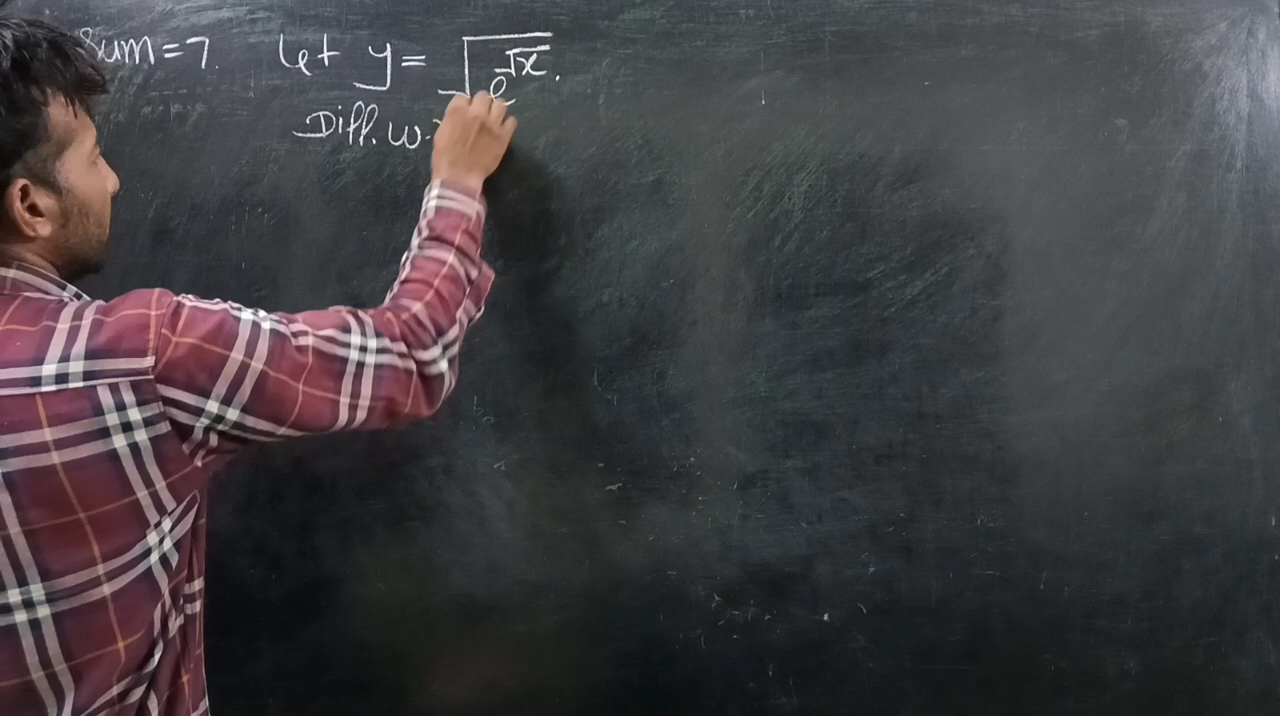 Sum=7. Let y= √e^√x.
Diff. w.